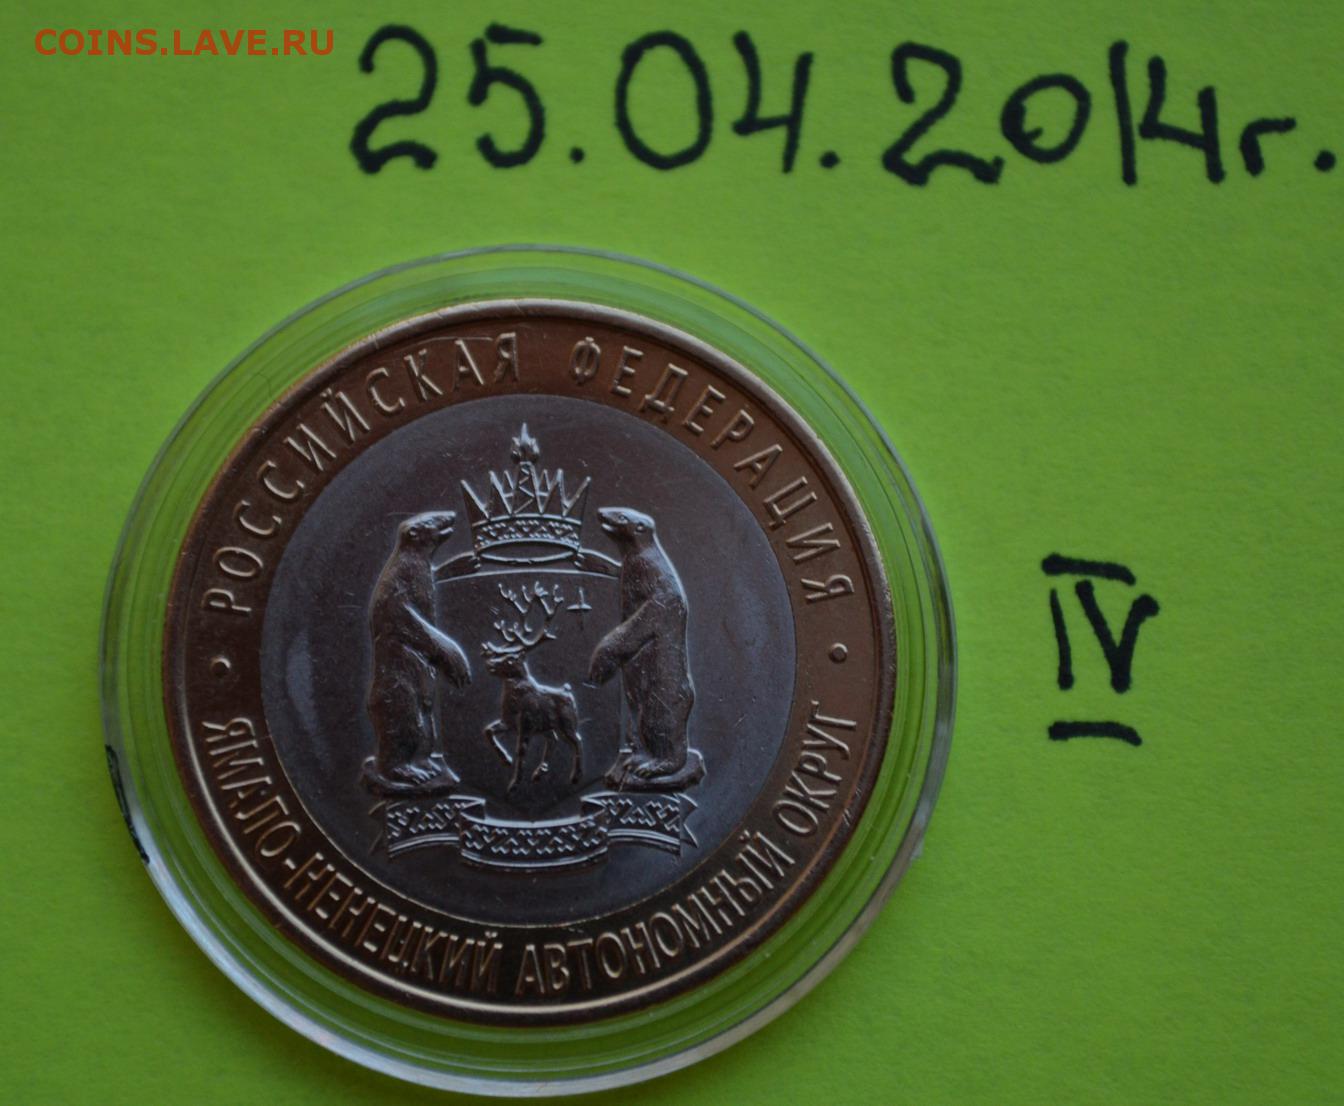 COINS.LAVE.RU
25.04.2014г.
РОССИЙСКАЯ ФЕДЕРАЦИЯ
IV
ЯМАЛО-НЕНЕЦКИЙ АВТОНОМНЫЙ ОКРУГ